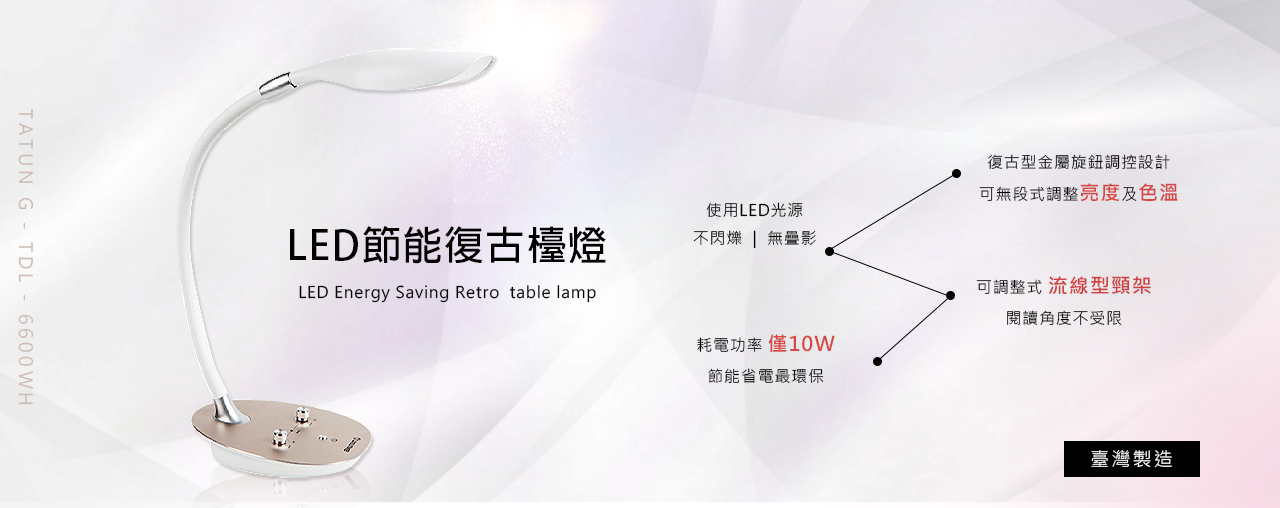 TATUN G - TDL - 6600WH
LED節能復古檯燈
LED Energy Saving Retro table lamp
使用LED光源
不閃爍 | 無疊影
復古型金屬旋鈕調控設計
可無段式調整亮度及色溫
可調整式 流線型頸架
閱讀角度不受限
耗電功率 僅10W
節能省電最環保
臺灣製造